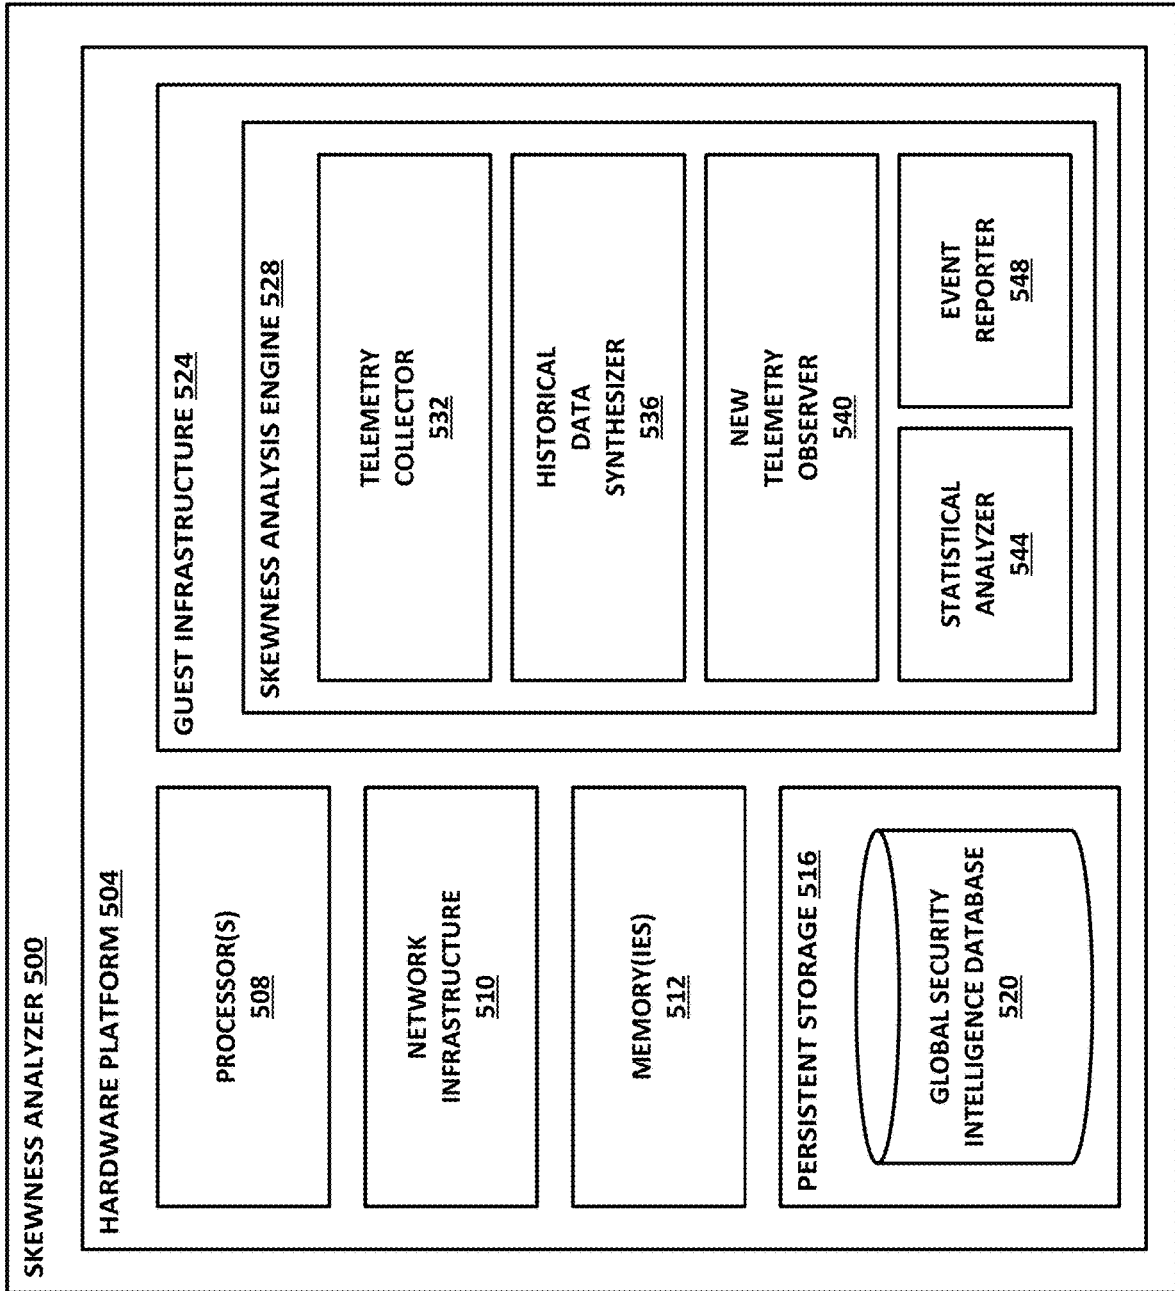 SKEWNESS ANALYZER 500
HARDWARE PLATFORM 504
PROCESSOR(S)
508
NETWORK
INFRASTRUCTURE
510
MEMORY(IES)
512
PERSISTENT STORAGE 516
GLOBAL SECURITY
INTELLIGENCE DATABASE
520
GUEST INFRASTRUCTURE 524
SKEWNESS ANALYSIS ENGINE 528
TELEMETRY
COLLECTOR
532
HISTORICAL
DATA
SYNTHESIZER
536
NEW
TELEMETRY
OBSERVER
540
STATISTICAL
ANALYZER
544
EVENT
REPORTER
548